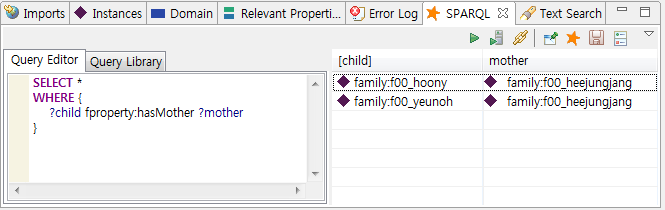 Imports Instances Domain Relevant Properti... Error Log SPARQL Text Search
Query Editor Query Library
SELECT *
WHERE {
?child fproperty:hasMother ?mother
}
[child] mother
family:f00_hoony family:f00_heejungjang
family:f00_yeunoh family:f00_heejungjang